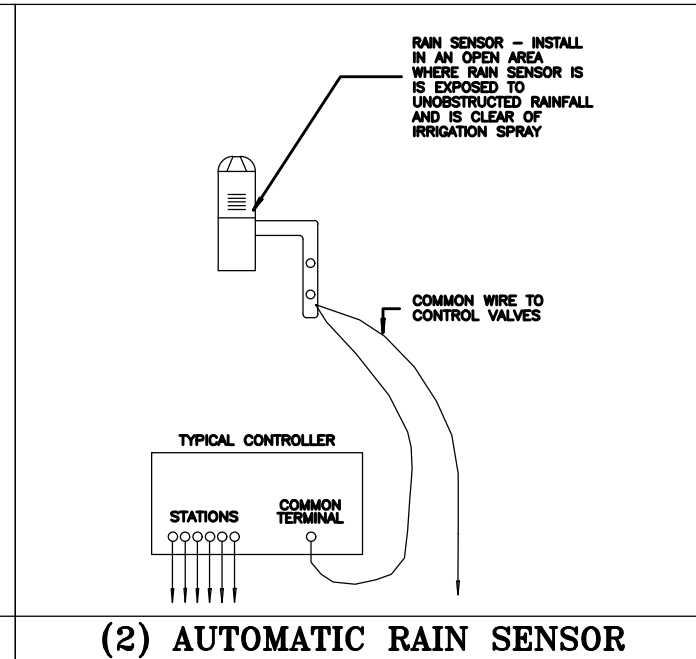 RAIN SENSOR – INSTALL
IN AN OPEN AREA
WHERE RAIN SENSOR IS
IS EXPOSED TO
UNOBSTRUCTED RAINFALL
AND IS CLEAR OF
IRRIGATION SPRAY
COMMON WIRE TO
CONTROL VALVES
TYPICAL CONTROLLER
STATIONS
COMMON
TERMINAL
(2) AUTOMATIC RAIN SENSOR